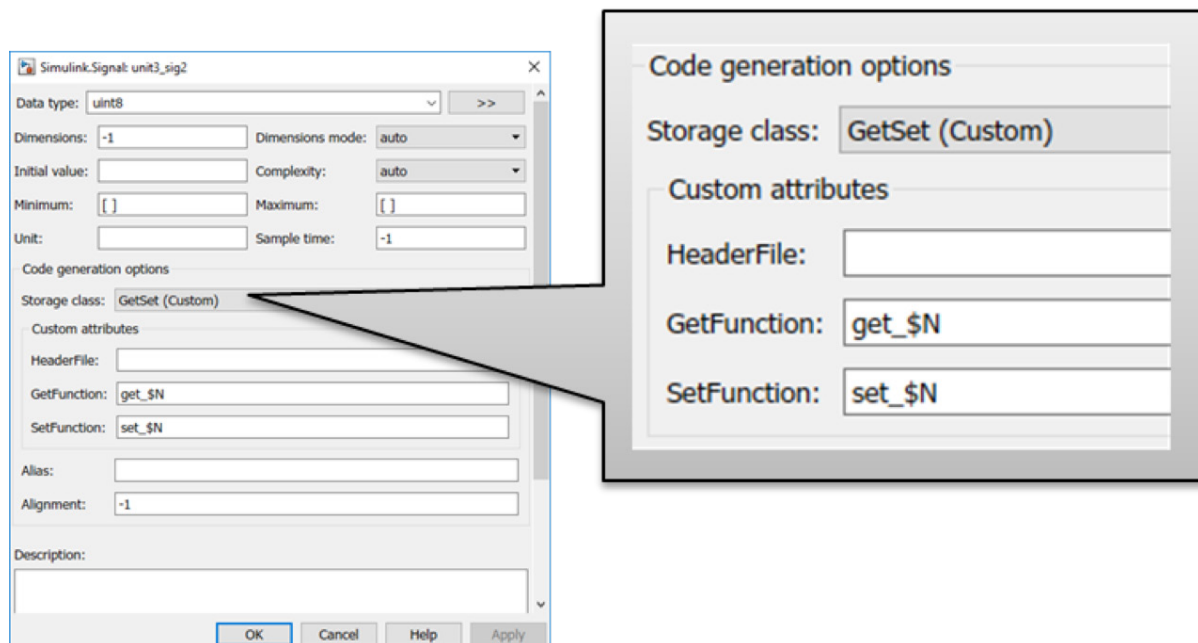 Simulink.Signal: unit3_sig2
Data type: uint8 >>
Dimensions: -1 Dimensions mode: auto
Initial value: Complexity: auto
Minimum: [ ] Maximum: [ ]
Unit: Sample time: -1
Code generation options
Storage class: GetSet (Custom)
Custom attributes
HeaderFile:
GetFunction: get_$N
SetFunction: set_$N
Alias:
Alignment: -1
Description:
OK Cancel Help Apply
Code generation options
Storage class: GetSet (Custom)
Custom attributes
HeaderFile:
GetFunction: get_$N
SetFunction: set_$N